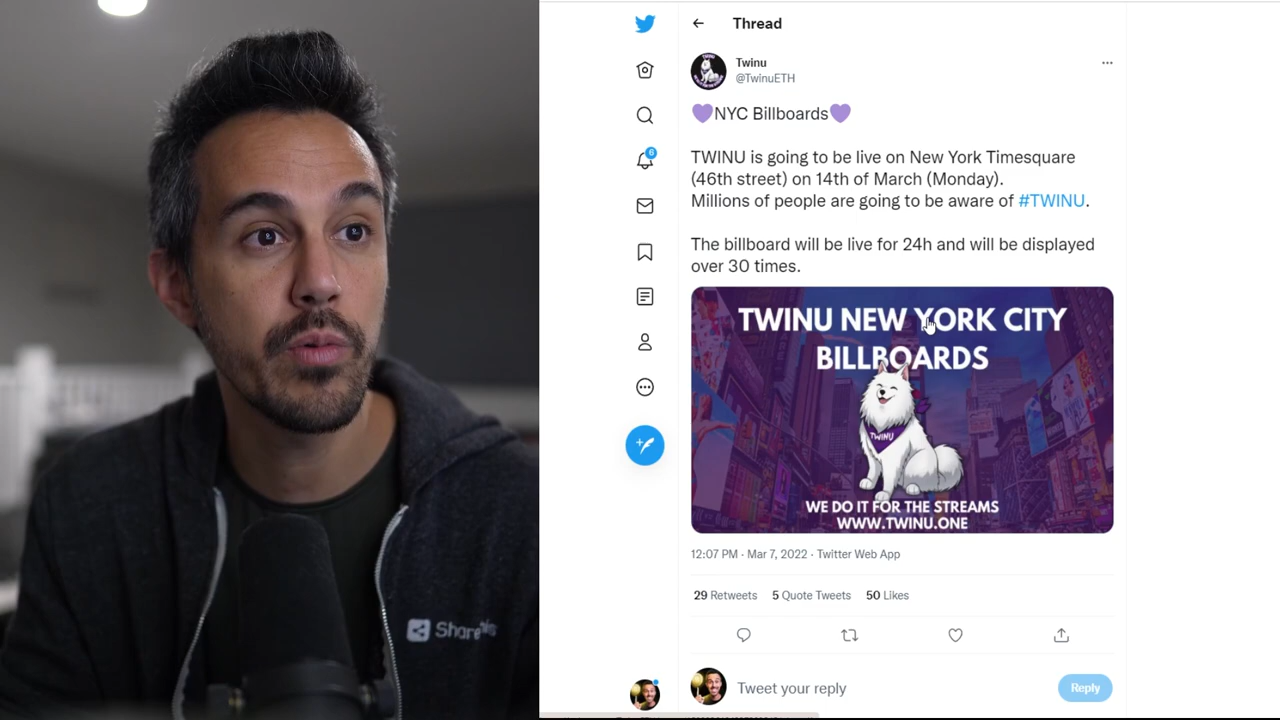 Thread
Twinu
@TwinuETH
💜NYC Billboards💜
TWINU is going to be live on New York Timesquare
(46th street) on 14th of March (Monday).
Millions of people are going to be aware of #TWINU.
The billboard will be live for 24h and will be displayed
over 30 times.
TWINU NEW YORK CITY
BILLBOARDS
TWINU
WE DO IT FOR THE STREAMS
WWW.TWINU.ONE
12:07 PM · Mar 7, 2022 · Twitter Web App
29 Retweets 5 Quote Tweets 50 Likes
Tweet your reply
Reply
6
Share